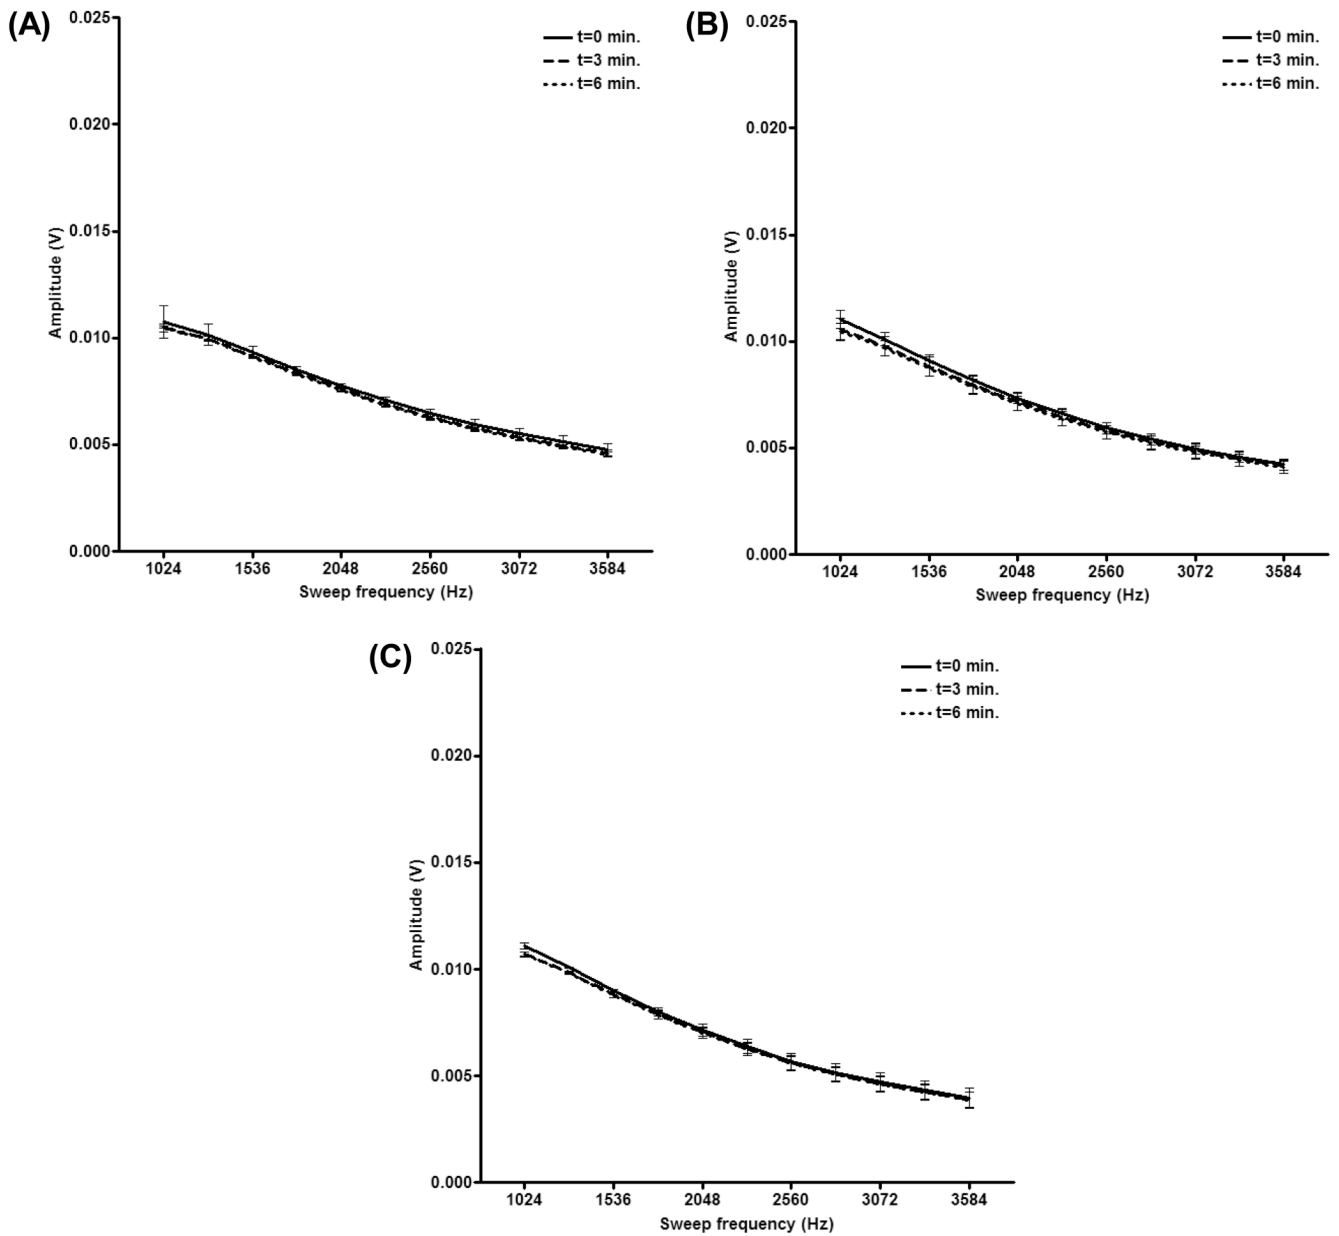 (A)
t=0 min.
t=3 min.
t=6 min.
0.025
0.020
0.015
0.010
0.005
0.000
Amplitude (V)
1024 1536 2048 2560 3072 3584
Sweep frequency (Hz)
(B)
t=0 min.
t=3 min.
t=6 min.
0.025
0.020
0.015
0.010
0.005
0.000
Amplitude (V)
1024 1536 2048 2560 3072 3584
Sweep frequency (Hz)
(C)
t=0 min.
t=3 min.
t=6 min.
0.025
0.020
0.015
0.010
0.005
0.000
Amplitude (V)
1024 1536 2048 2560 3072 3584
Sweep frequency (Hz)